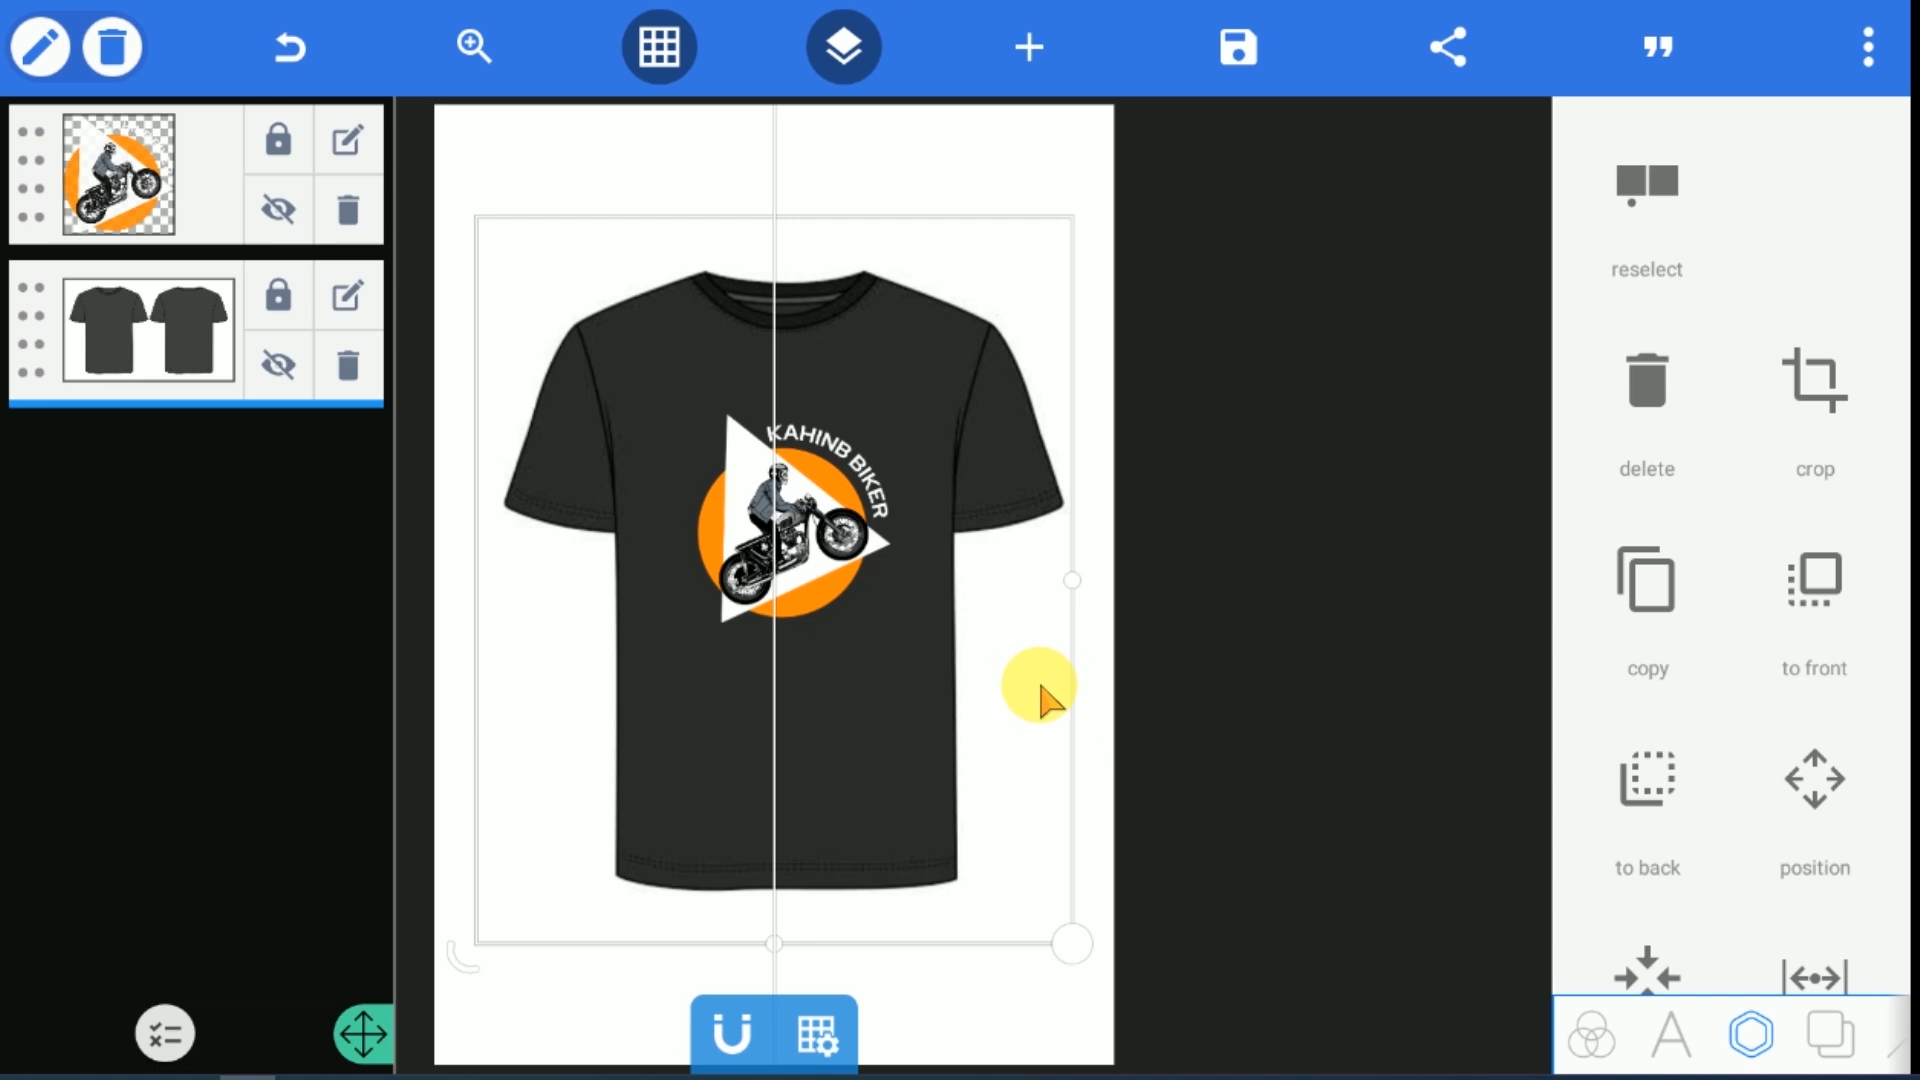 reselect
KAHINB BIKER
delete
crop
copy
to front
to back
position